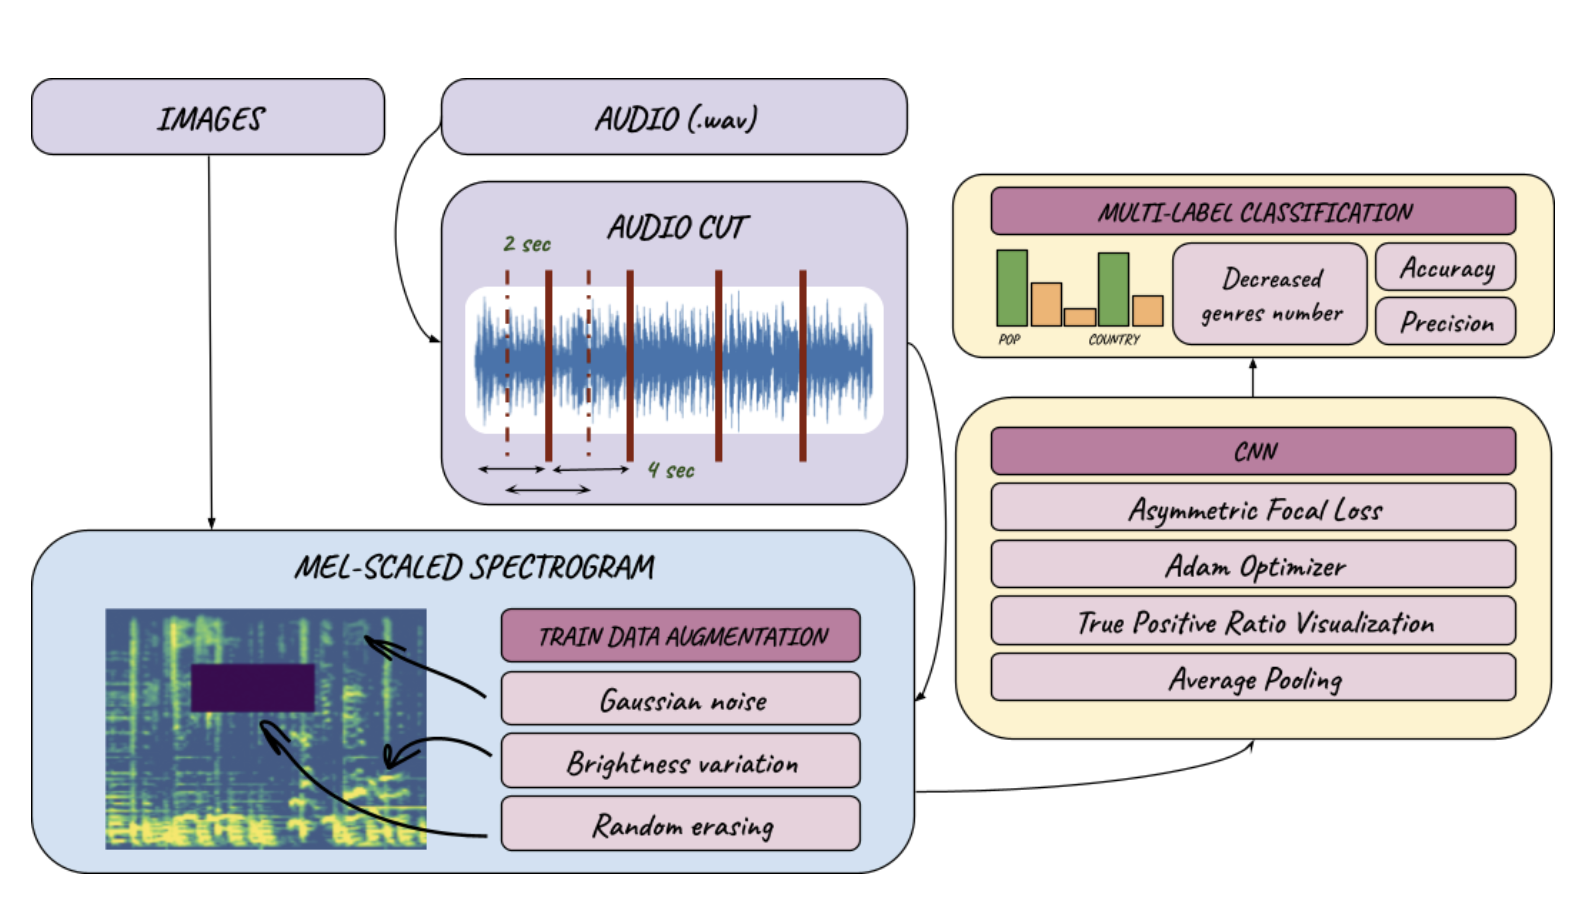 IMAGES
AUDIO (.wav)
AUDIO CUT
2 sec
4 sec
MEL-SCALED SPECTROGRAM
TRAIN DATA AUGMENTATION
Gaussian noise
Brightness variation
Random erasing
MULTI-LABEL CLASSIFICATION
POP
COUNTRY
Decreased
genres number
Accuracy
Precision
CNN
Asymmetric Focal Loss
Adam Optimizer
True Positive Ratio Visualization
Average Pooling